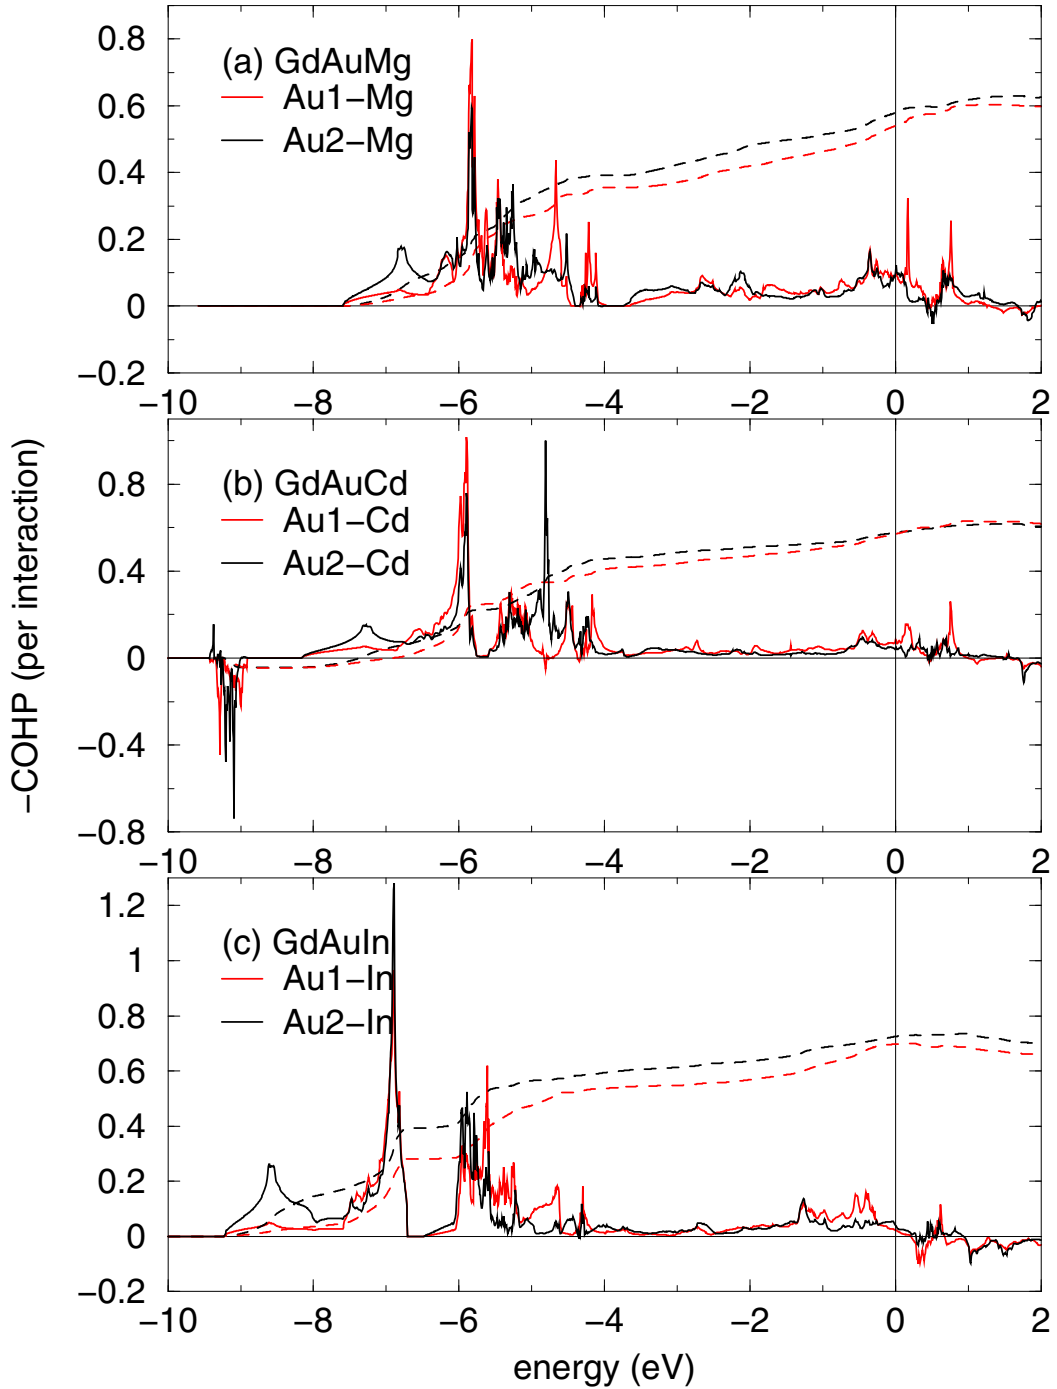 0.8
0.6
0.4
0.2
0
−0.2
(a) GdAuMg
Au1−Mg
Au2−Mg
−10 −8 −6 −4 −2 0 2
0.8
0.4
0
−0.4
−0.8
(b) GdAuCd
Au1−Cd
Au2−Cd
−10 −8 −6 −4 −2 0 2
−COHP (per interaction)
1.2
1
0.8
0.6
0.4
0.2
0
−0.2
(c) GdAuIn
Au1−In
Au2−In
−10 −8 −6 −4 −2 0 2
energy (eV)